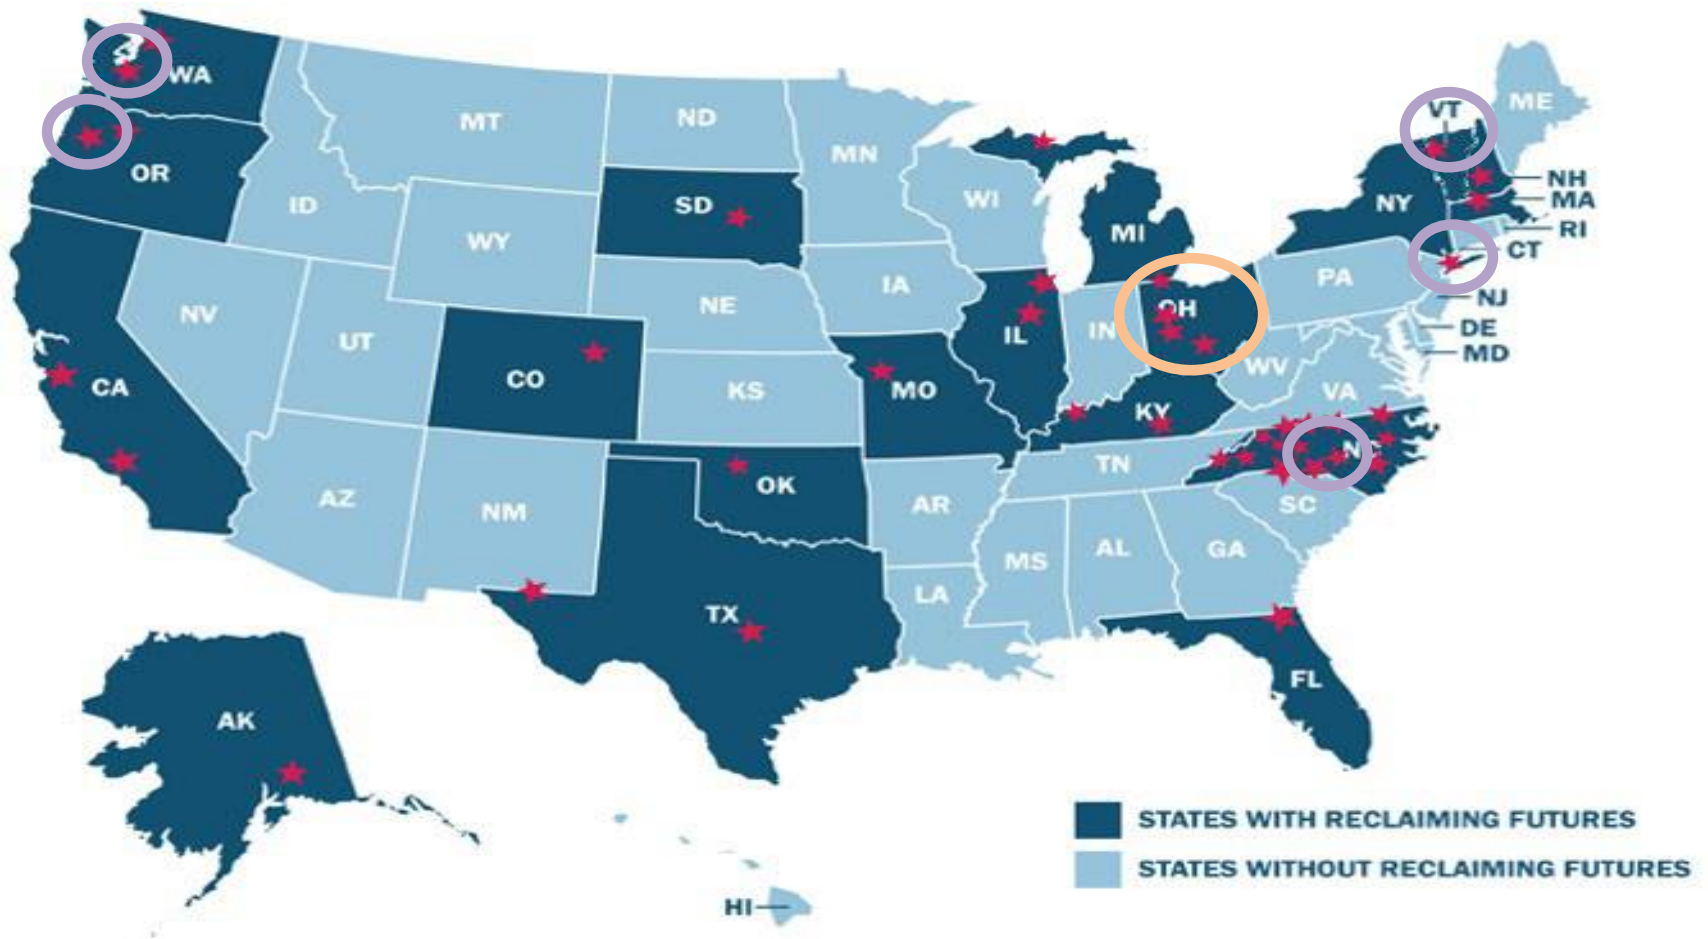 WA
MT
ND
MN
VT
ME
OR
ID
SD
WI
MI
NY
NH
MA
RI
CT
WY
IA
PA
NV
NE
OH
NJ
UT
IL
IN
DE
MD
CA
CO
KS
MO
WV
VA
KY
AZ
NM
OK
TN
NC
AR
SC
MS
AL
GA
LA
TX
FL
AK
HI
STATES WITH RECLAIMING FUTURES
STATES WITHOUT RECLAIMING FUTURES